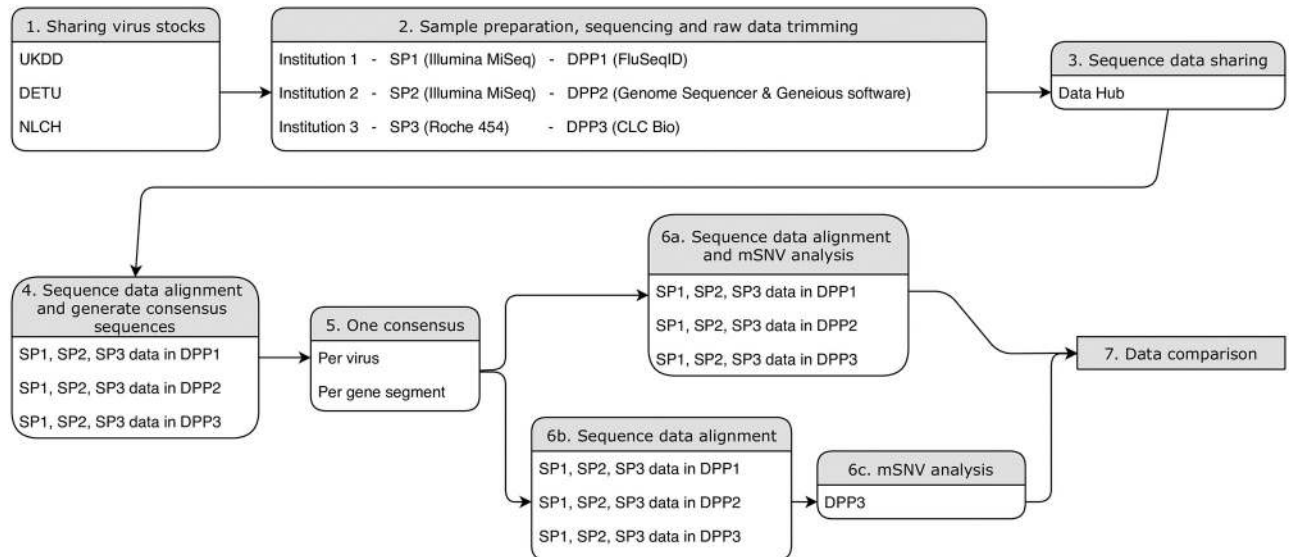 1. Sharing virus stocks
UKDD
DETU
NLCH
2. Sample preparation, sequencing and raw data trimming
Institution 1 - SP1 (Illumina MiSeq) - DPP1 (FluSeqID)
Institution 2 - SP2 (Illumina MiSeq) - DPP2 (Genome Sequencer & Geneious software)
Institution 3 - SP3 (Roche 454) - DPP3 (CLC Bio)
3. Sequence data sharing
Data Hub
4. Sequence data alignment
and generate consensus
sequences
SP1, SP2, SP3 data in DPP1
SP1, SP2, SP3 data in DPP2
SP1, SP2, SP3 data in DPP3
5. One consensus
Per virus
Per gene segment
6a. Sequence data alignment
and mSNV analysis
SP1, SP2, SP3 data in DPP1
SP1, SP2, SP3 data in DPP2
SP1, SP2, SP3 data in DPP3
6b. Sequence data alignment
SP1, SP2, SP3 data in DPP1
SP1, SP2, SP3 data in DPP2
SP1, SP2, SP3 data in DPP3
6c. mSNV analysis
DPP3
7. Data comparison